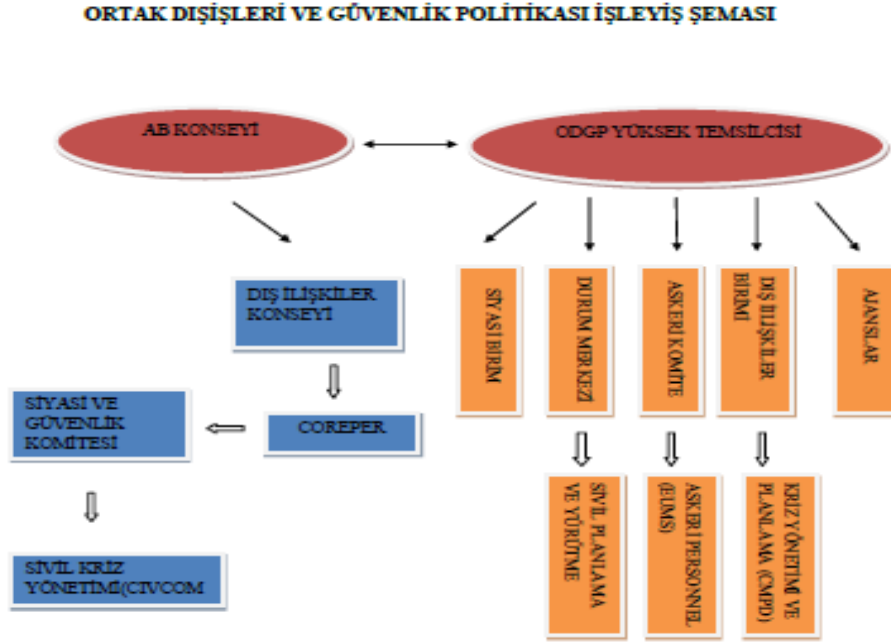 ORTAK DIŞİŞLERİ VE GÜVENLİK POLİTİKASI İŞLEYİŞ ŞEMASI
AB KONSEYİ
ODGP YÜKSEK TEMSİLCİSİ
DIŞ İLİŞKİLER
KONSEYİ
COREPER
SİYASİ VE
GÜVENLİK
KOMİTESİ
SİVİL KRİZ
YÖNETİMİ(CIVCOM
SİYASİ BİRİM
DURUM MERKEZİ
ASKERİ KOMİTE
DIŞ İLİŞKİLER
BİRİMİ
AJANSLAR
SİVİL PLANLAMA
VE YÜRÜTME
ASKERİ PERSONNEL
(EUMS)
KRİZ YÖNETİMİ VE
PLANLAMA (CMPD)